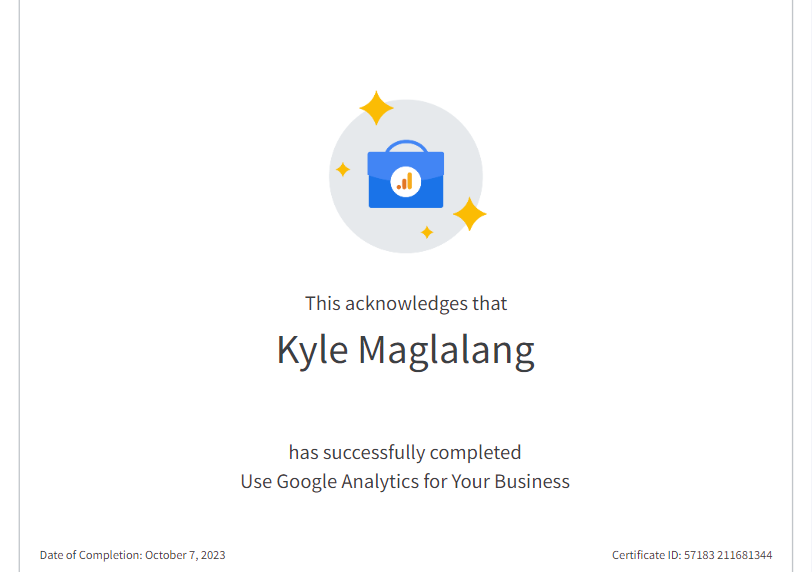 This acknowledges that
Kyle Maglalang
has successfully completed
Use Google Analytics for Your Business
Date of Completion: October 7, 2023
Certificate ID: 57183 211681344